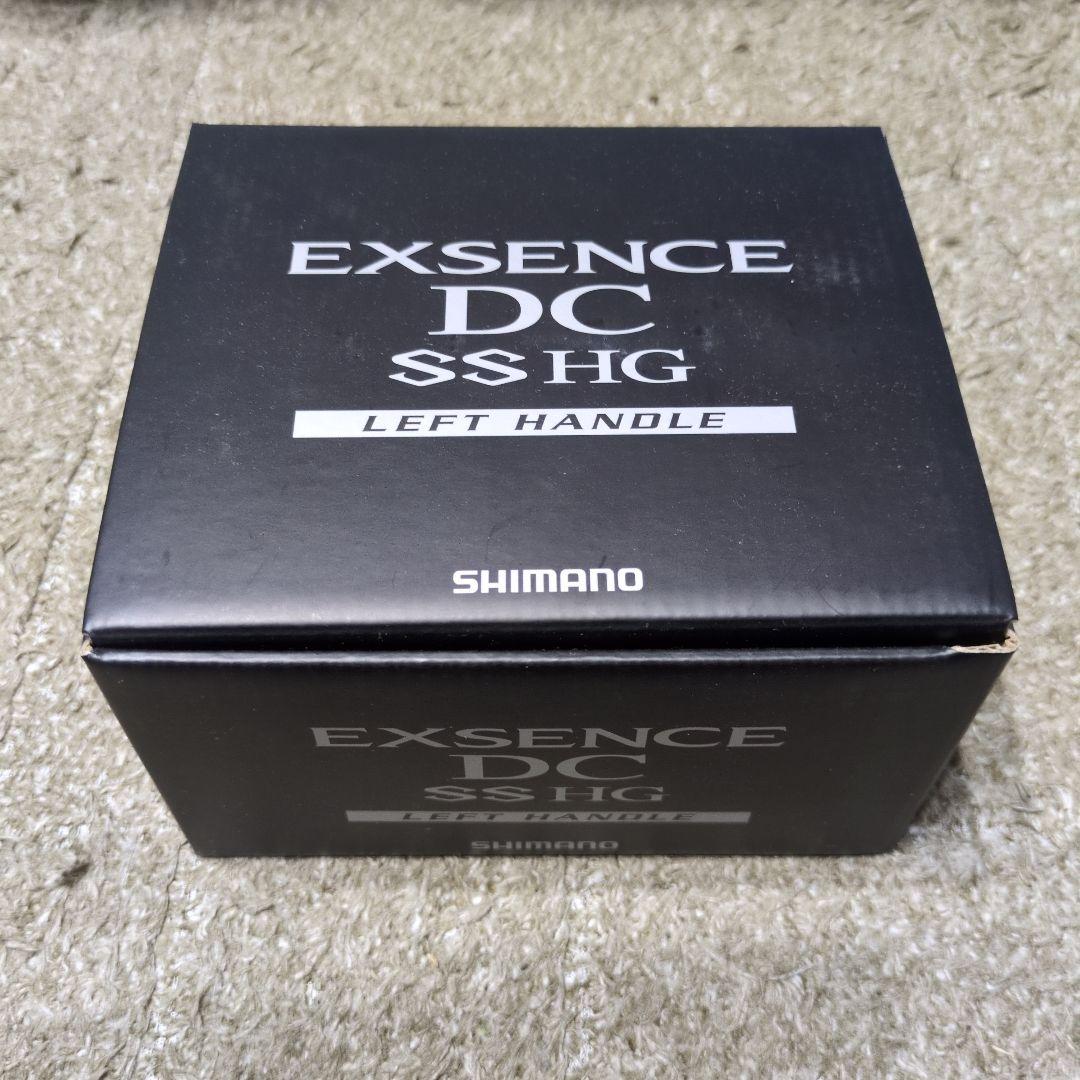 EXSENCE
DC
SS HG
LEFT HANDLE
SHIMANO
EXSENCE
DC
SS HG
LEFT HANDLE
SHIMANO